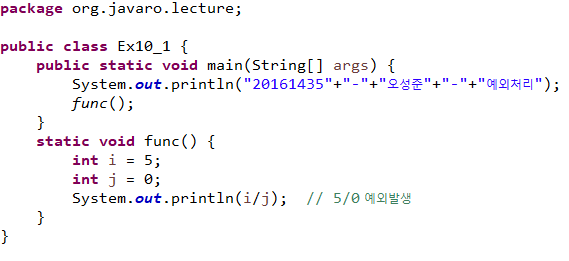 package org.javaro.lecture;
public class Ex10_1 {
public static void main(String[] args) {
System.out.println("20161435"+"-"+"오성준"+"-"+"예외처리");
func();
}
static void func() {
int i = 5;
int j = 0;
System.out.println(i/j);  // 5/0 예외발생
}
}